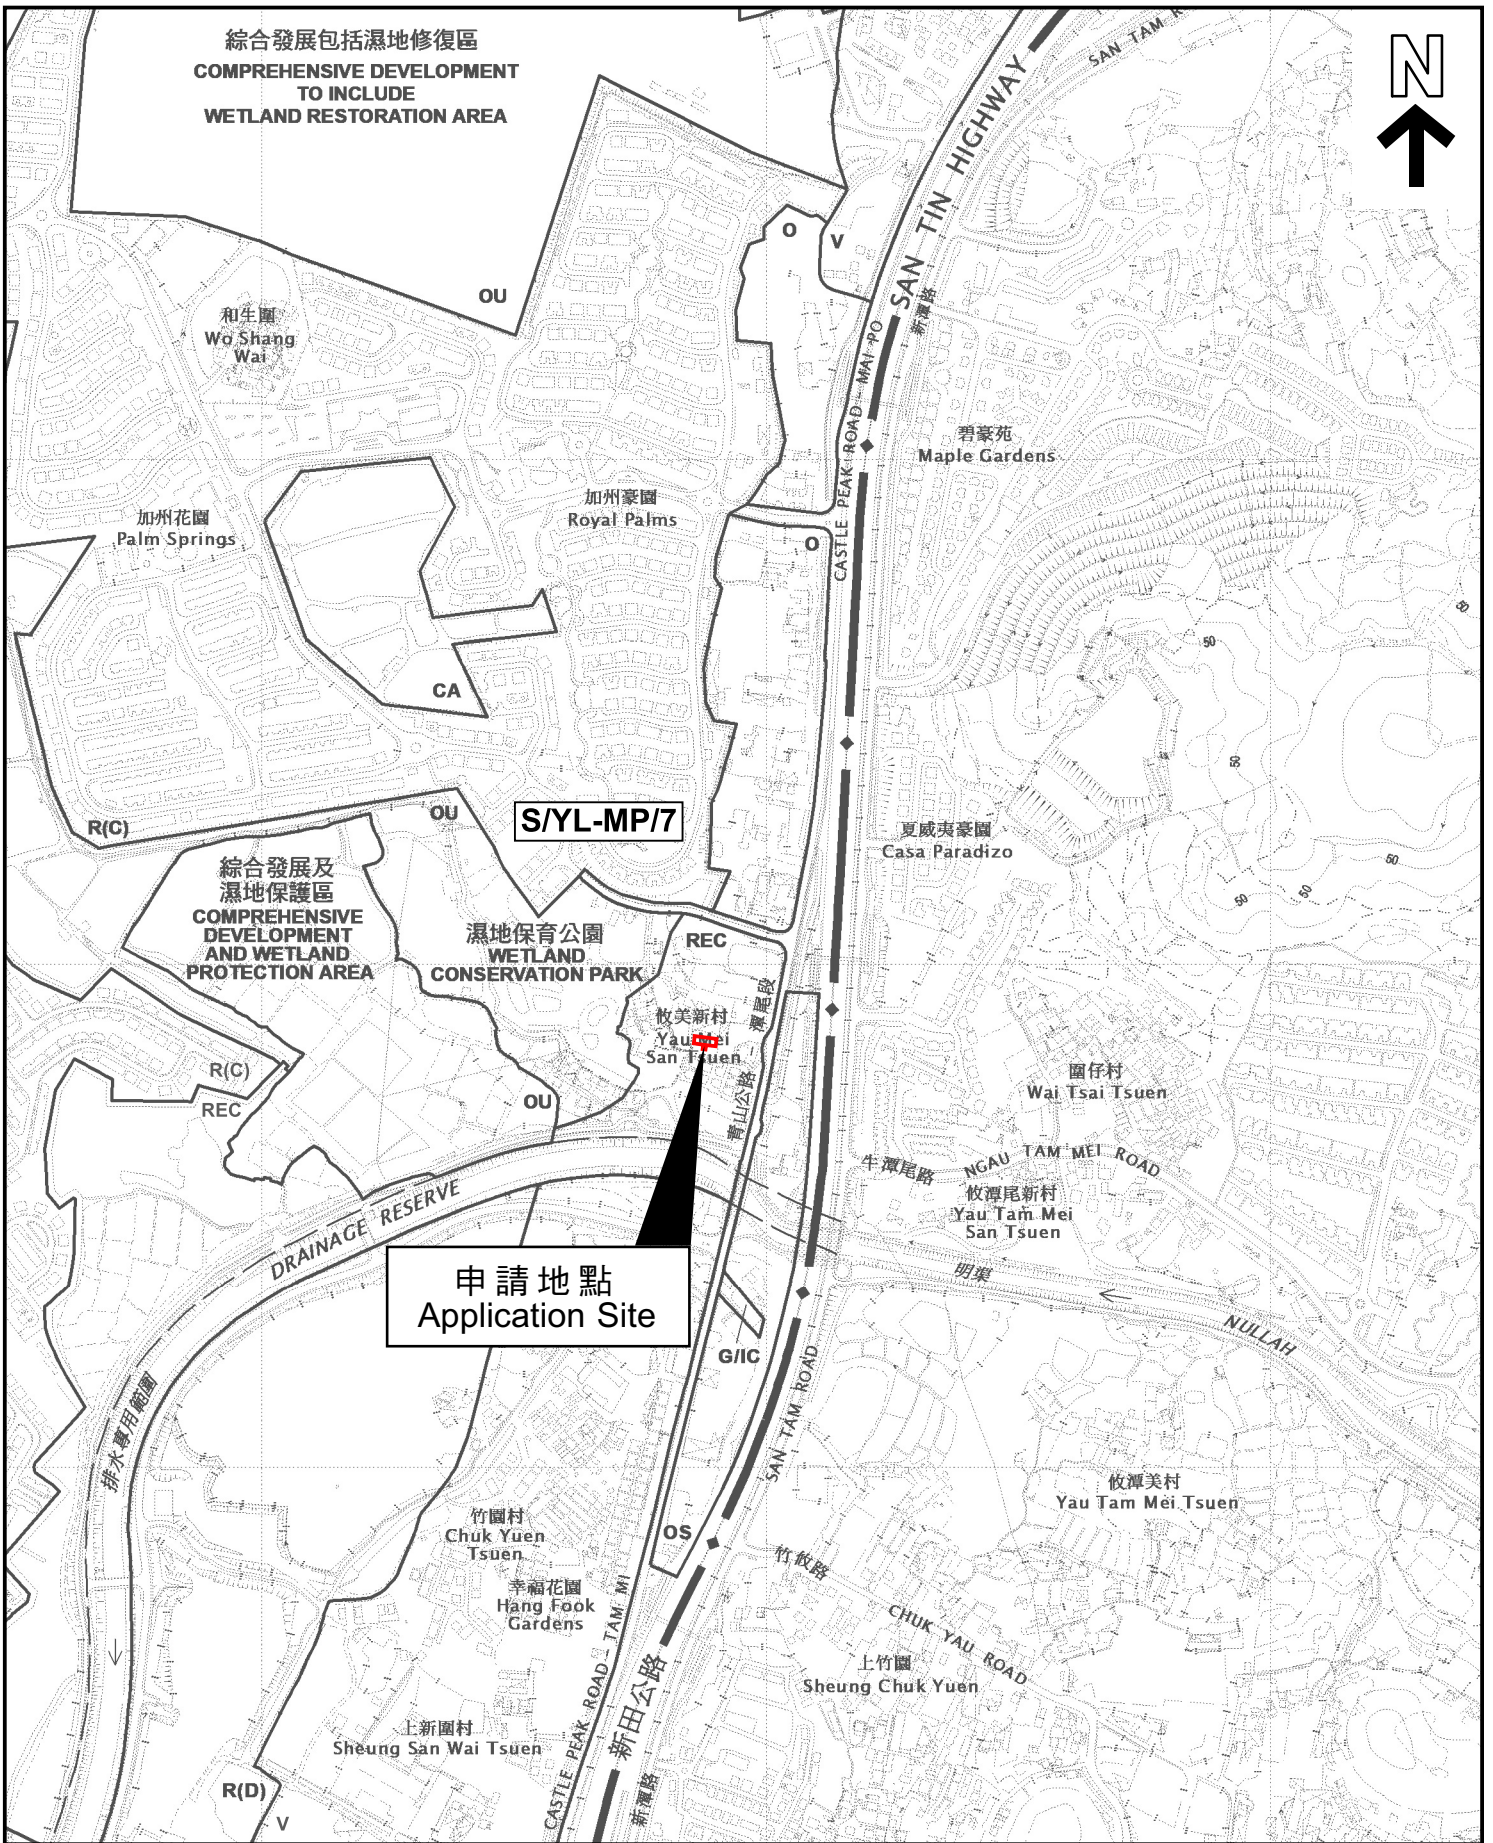 綜合發展包括濕地修復區
COMPREHENSIVE DEVELOPMENT
TO INCLUDE
WETLAND RESTORATION AREA
N
SAN TAM R
SAN TIN HIGHWAY
O
V
OU
和生圍
Wo Shang
Wai
新潭路
CASTLE PEAK ROAD - MAI PO
碧豪苑
Maple Gardens
加州豪園
Royal Palms
加州花園
Palm Springs
O
50
50
CA
50
OU
S/YL-MP/7
R(C)
夏威夷豪園
Casa Paradizo
50
50
50
綜合發展及
濕地保護區
COMPREHENSIVE
DEVELOPMENT
AND WETLAND
PROTECTION AREA
濕地保育公園
WETLAND
CONSERVATION PARK
REC
攸美新村
Yau Mei
San Tsuen
青山公路 - 潭尾段
R(C)
REC
OU
圍仔村
Wai Tsai Tsuen
牛潭尾路
NGAU TAM MEI ROAD
攸潭尾新村
Yau Tam Mei
San Tsuen
DRAINAGE RESERVE
申請地點
Application Site
明渠
NULLAH
G/IC
SAN TAM ROAD
排水專用範圍
攸潭美村
Yau Tam Mei Tsuen
竹園村
Chuk Yuen
Tsuen
OS
竹攸路
CHUK YAU ROAD
幸福花園
Hang Fook
Gardens
上竹園
Sheung Chuk Yuen
CASTLE PEAK ROAD - TAM MI
新田公路
上新圍村
Sheung San Wai Tsuen
新潭路
R(D)
V